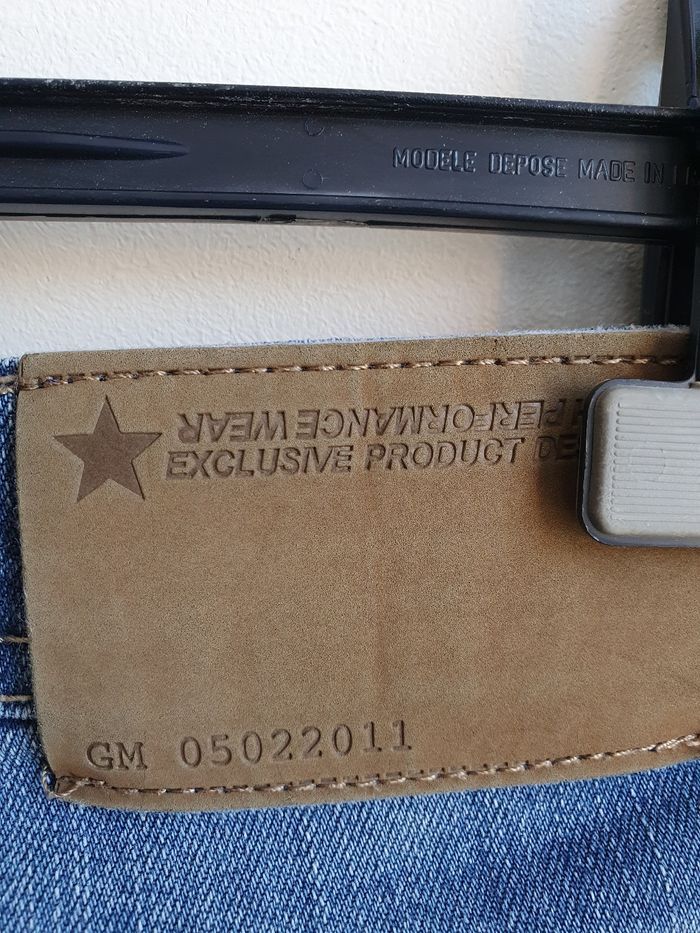 MODELE DEPOSE MADE IN
PERFORMANCE WEAR
EXCLUSIVE PRODUCT
GM 05022011